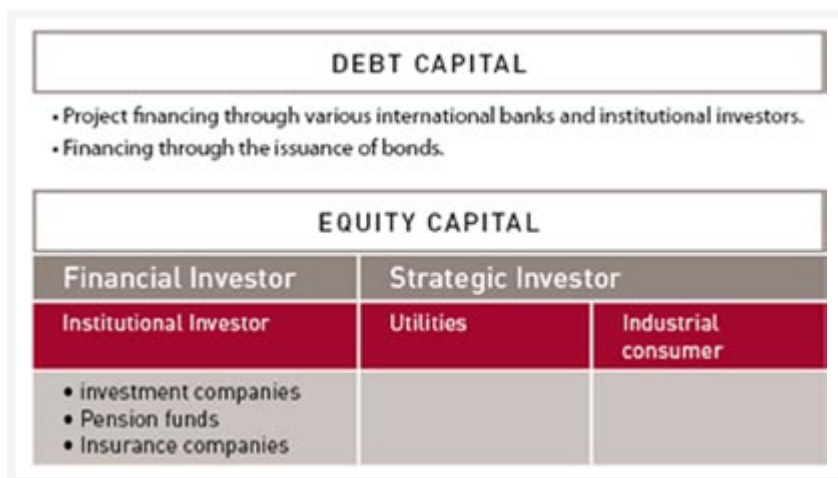 DEBT CAPITAL
• Project financing through various international banks and institutional investors.
• Financing through the issuance of bonds.
EQUITY CAPITAL
Financial Investor
Strategic Investor
Institutional Investor
Utilities
Industrial
consumer
• investment companies
• Pension funds
• Insurance companies